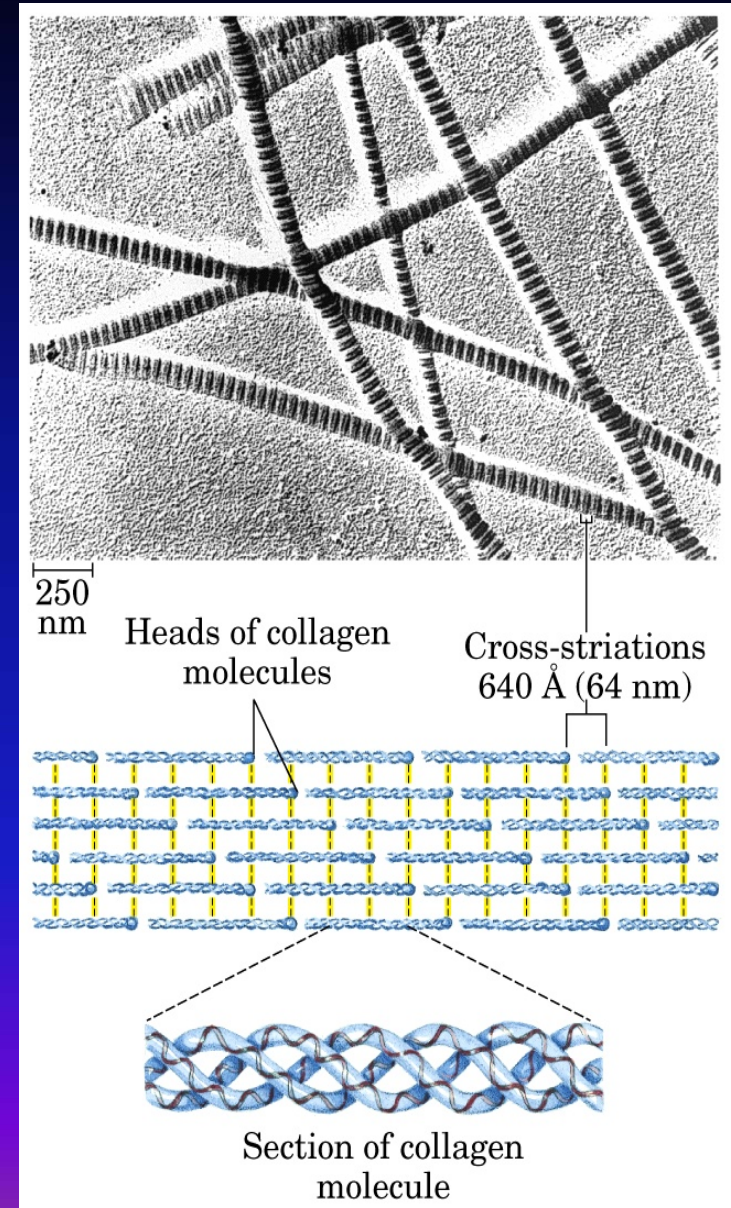 250
nm
Heads of collagen
molecules
Cross-striations
640 Å (64 nm)
Section of collagen
molecule